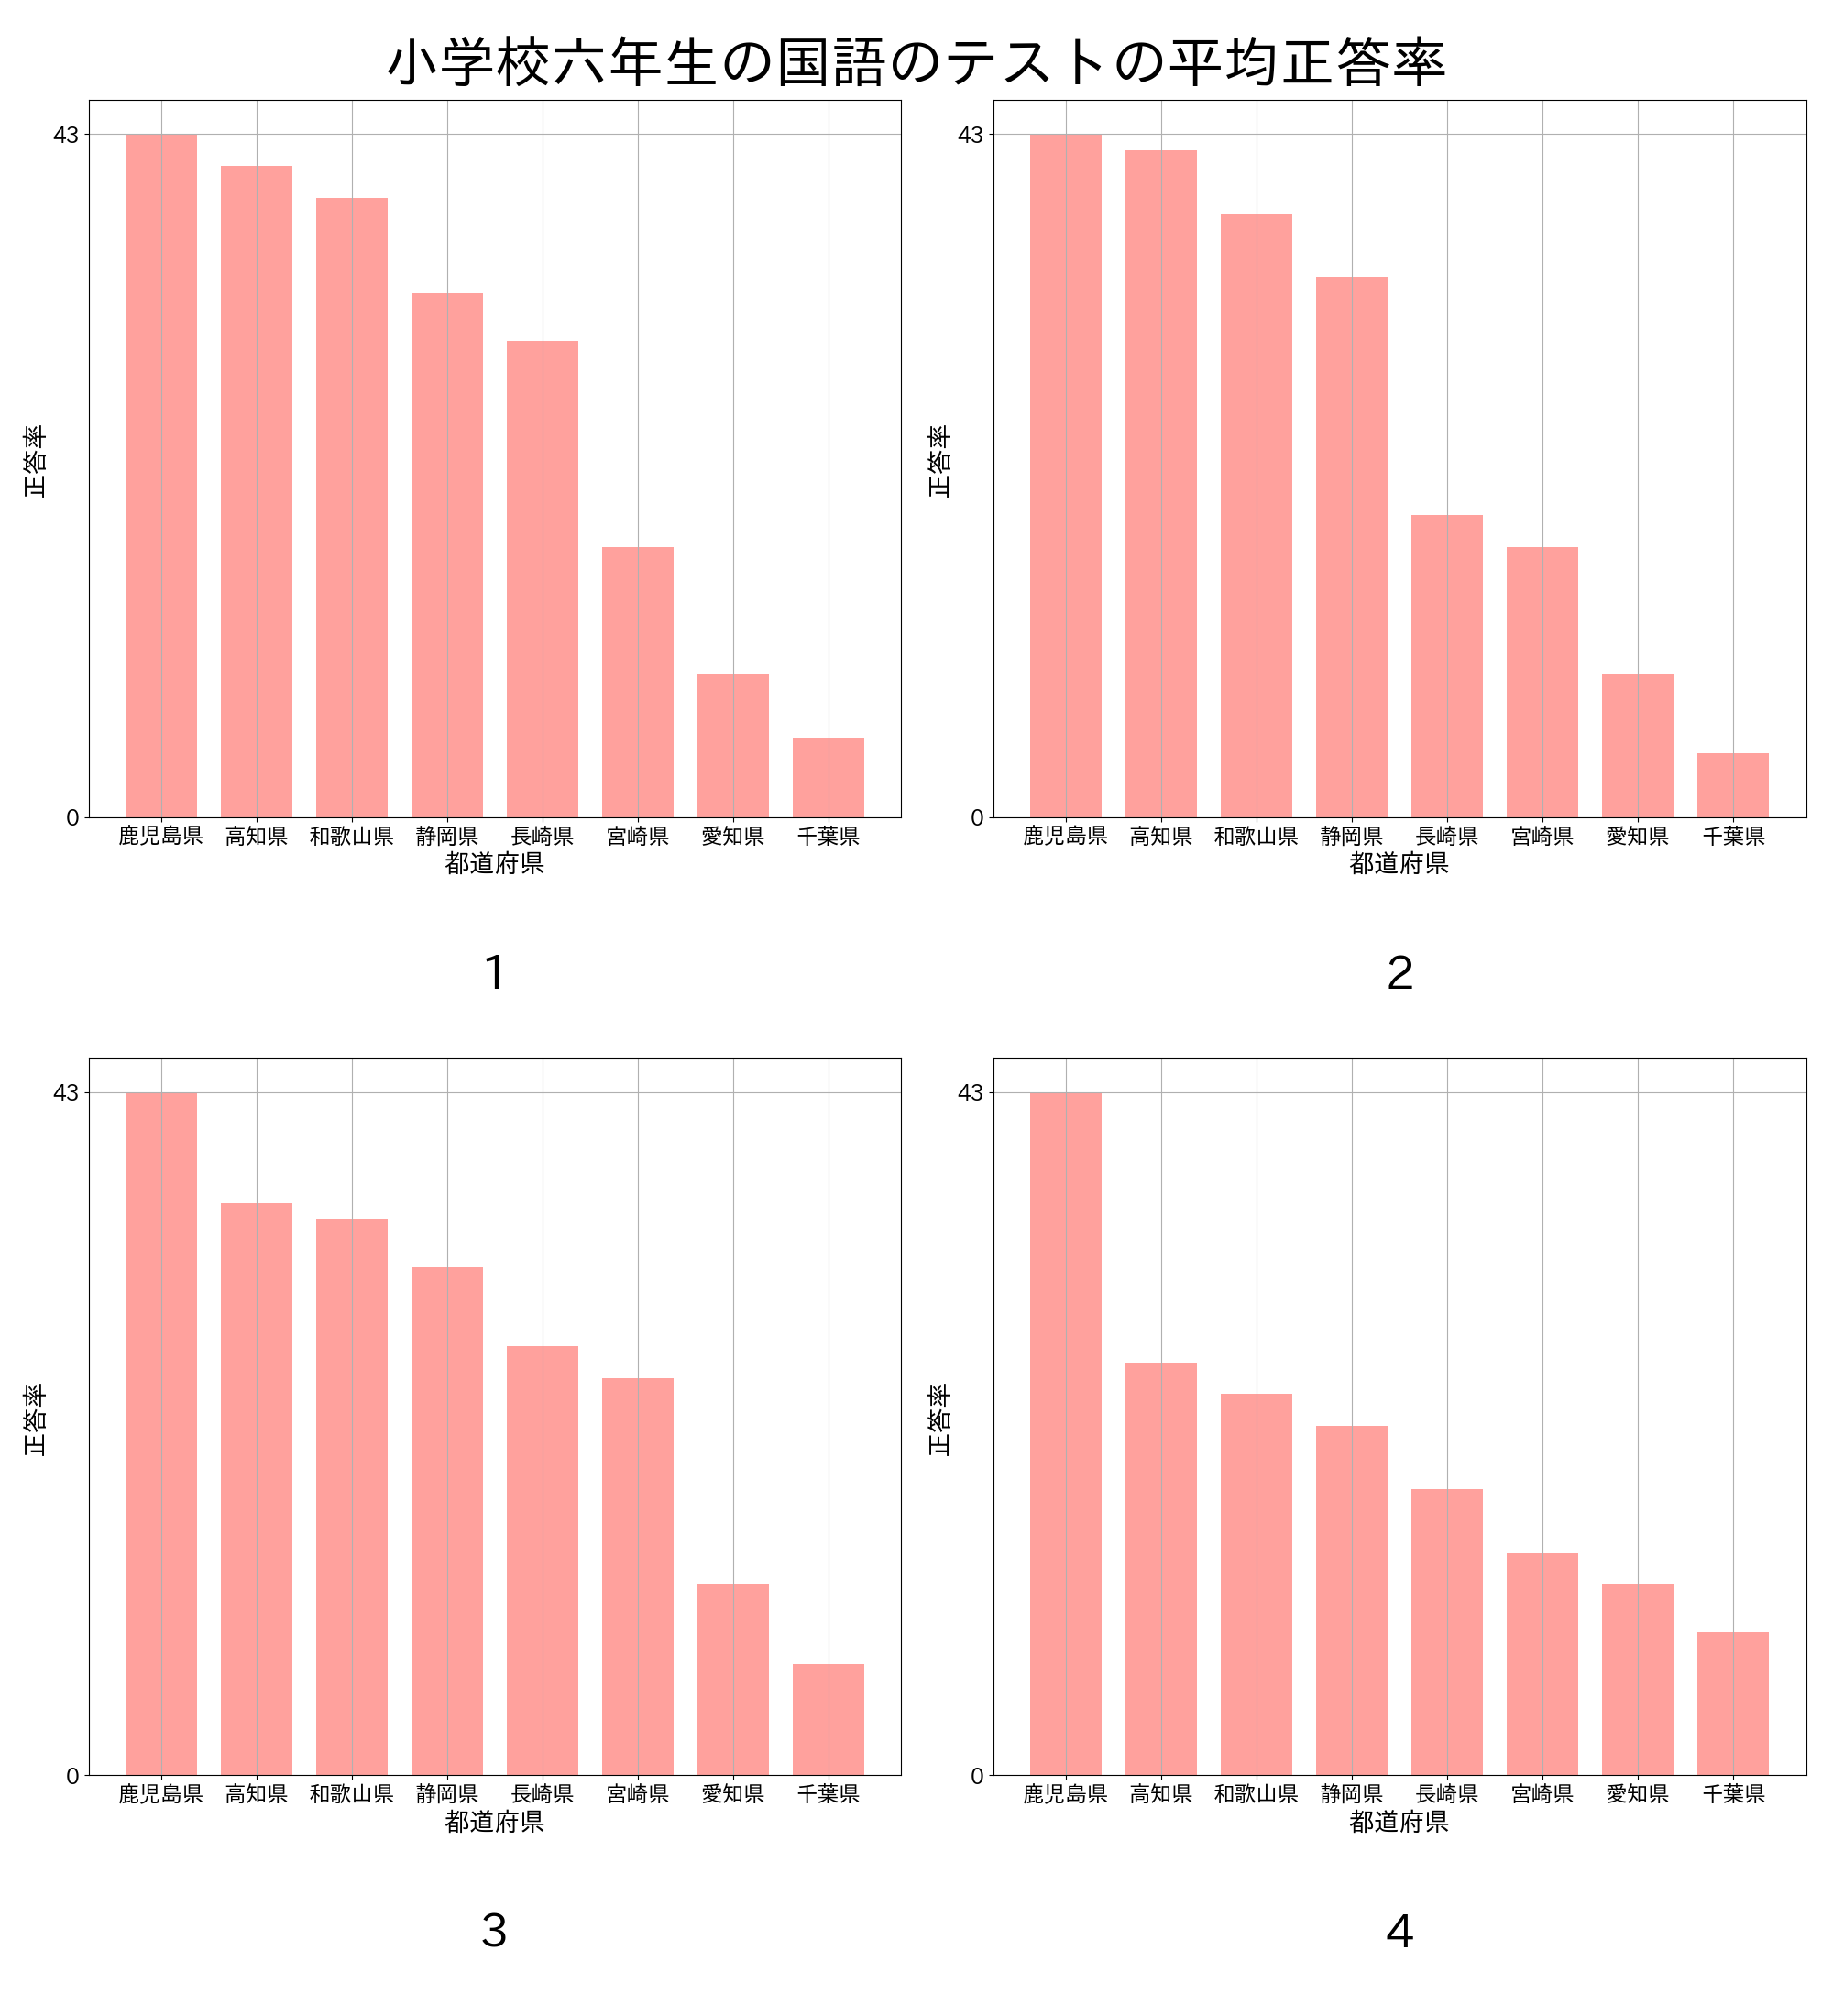 小学校六年生の国語のテストの平均正答率
43
0
正答率
鹿児島県 高知県 和歌山県 静岡県 長崎県 宮崎県 愛知県 千葉県
都道府県
1
43
0
正答率
鹿児島県 高知県 和歌山県 静岡県 長崎県 宮崎県 愛知県 千葉県
都道府県
2
43
0
正答率
鹿児島県 高知県 和歌山県 静岡県 長崎県 宮崎県 愛知県 千葉県
都道府県
3
43
0
正答率
鹿児島県 高知県 和歌山県 静岡県 長崎県 宮崎県 愛知県 千葉県
都道府県
4